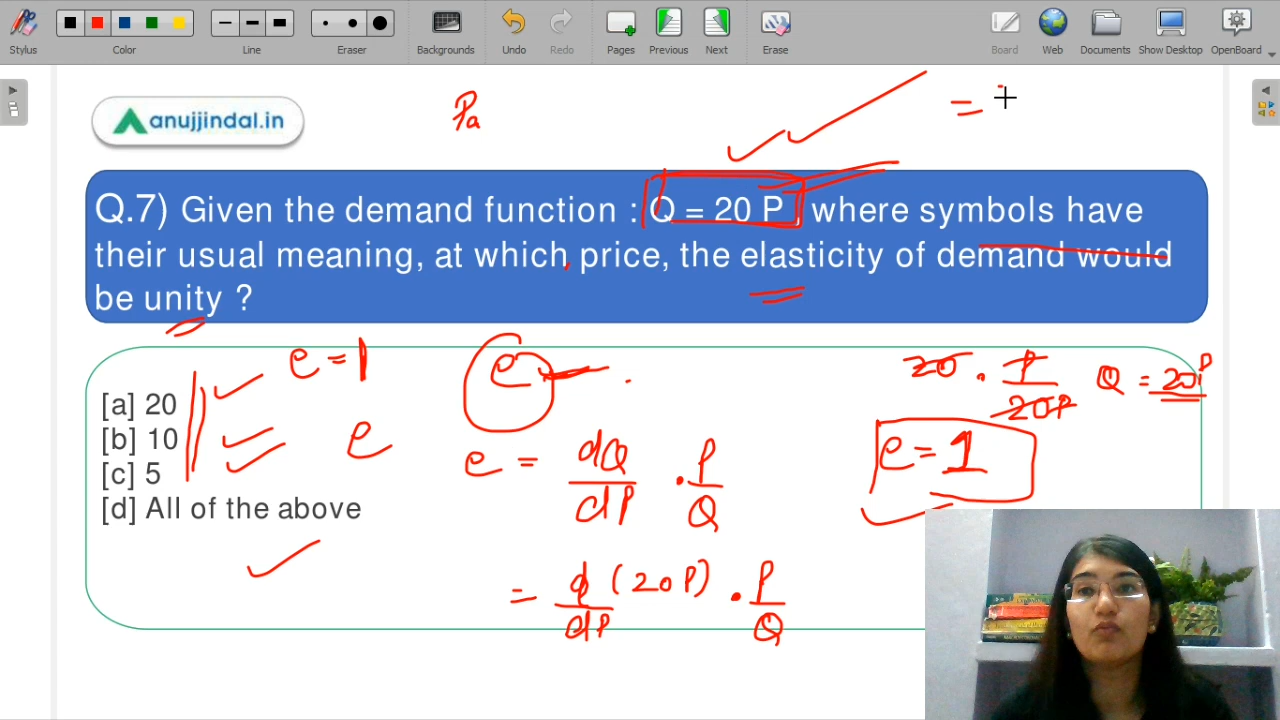 Stylus
Color
Line
Eraser
Backgrounds
Undo
Redo
Pages
Previous
Next
Erase
Board
Web
Documents
Show Desktop
OpenBoard
anujjindal.in
Pa
=
Q.7) Given the demand function : Q = 20 P, where symbols have
their usual meaning, at which price, the elasticity of demand would
be unity ?
e = 1
e
20 . P/20P
Q = 20P
[a] 20
[b] 10
[c] 5
[d] All of the above
e
e = dQ/dP . P/Q
e = 1
= d/dP (20P) . P/Q